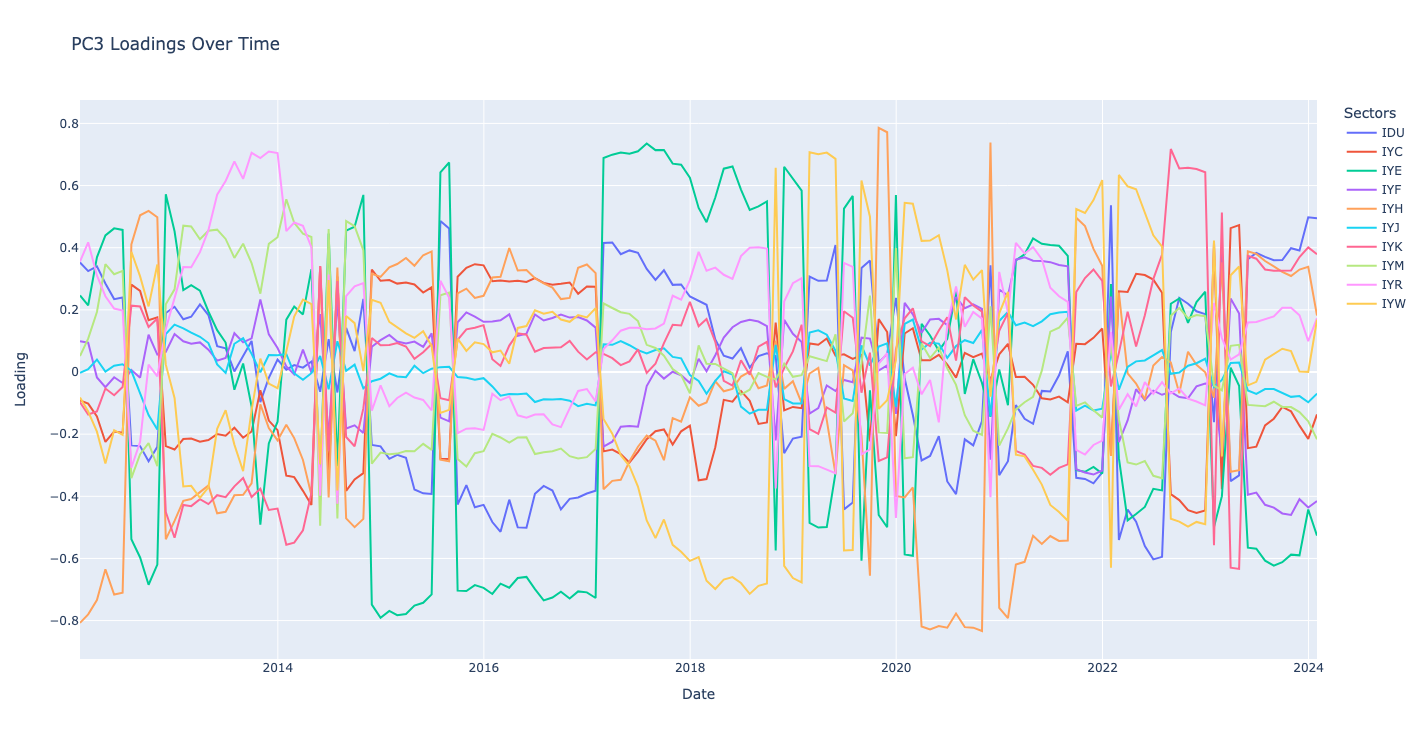 PC3 Loadings Over Time
Loading
0.8
0.6
0.4
0.2
0
−0.2
−0.4
−0.6
−0.8
2014
2016
2018
2020
2022
2024
Date
Sectors
IDU
IYC
IYE
IYF
IYH
IYJ
IYK
IYM
IYR
IYW